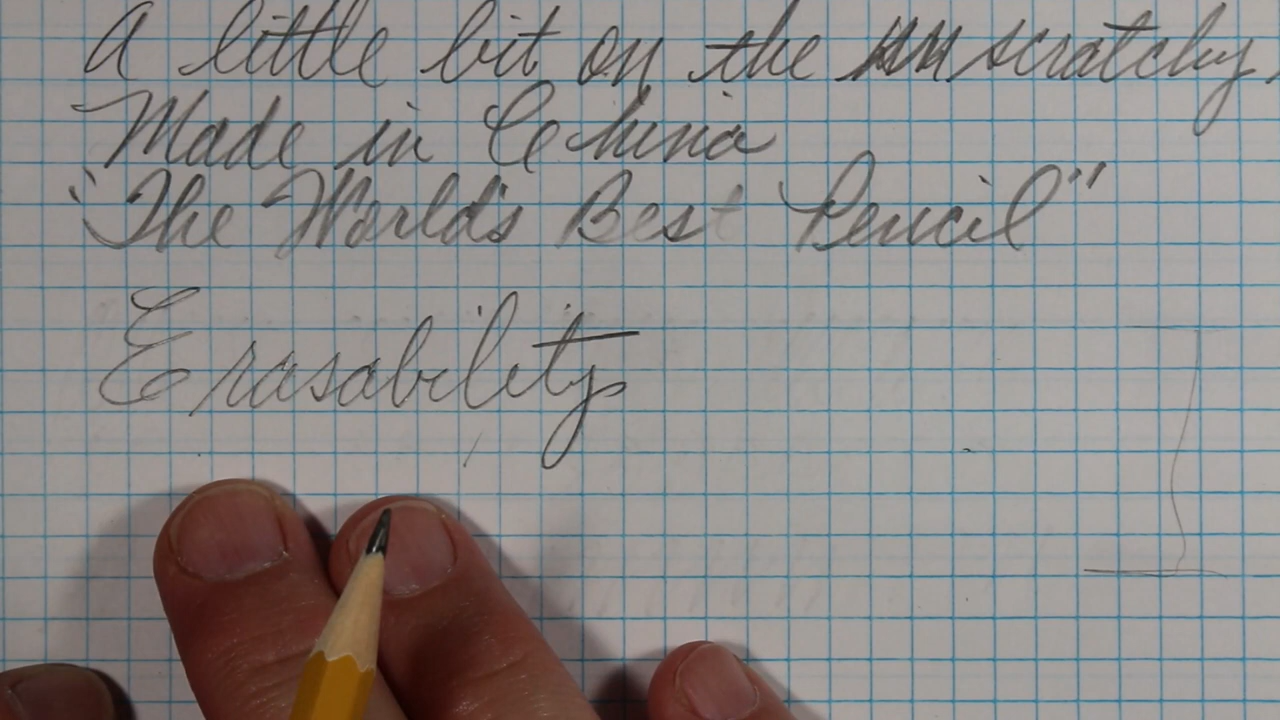 A little bit on the scratchy,
Made in China
"The World's Best Pencil"
Erasability